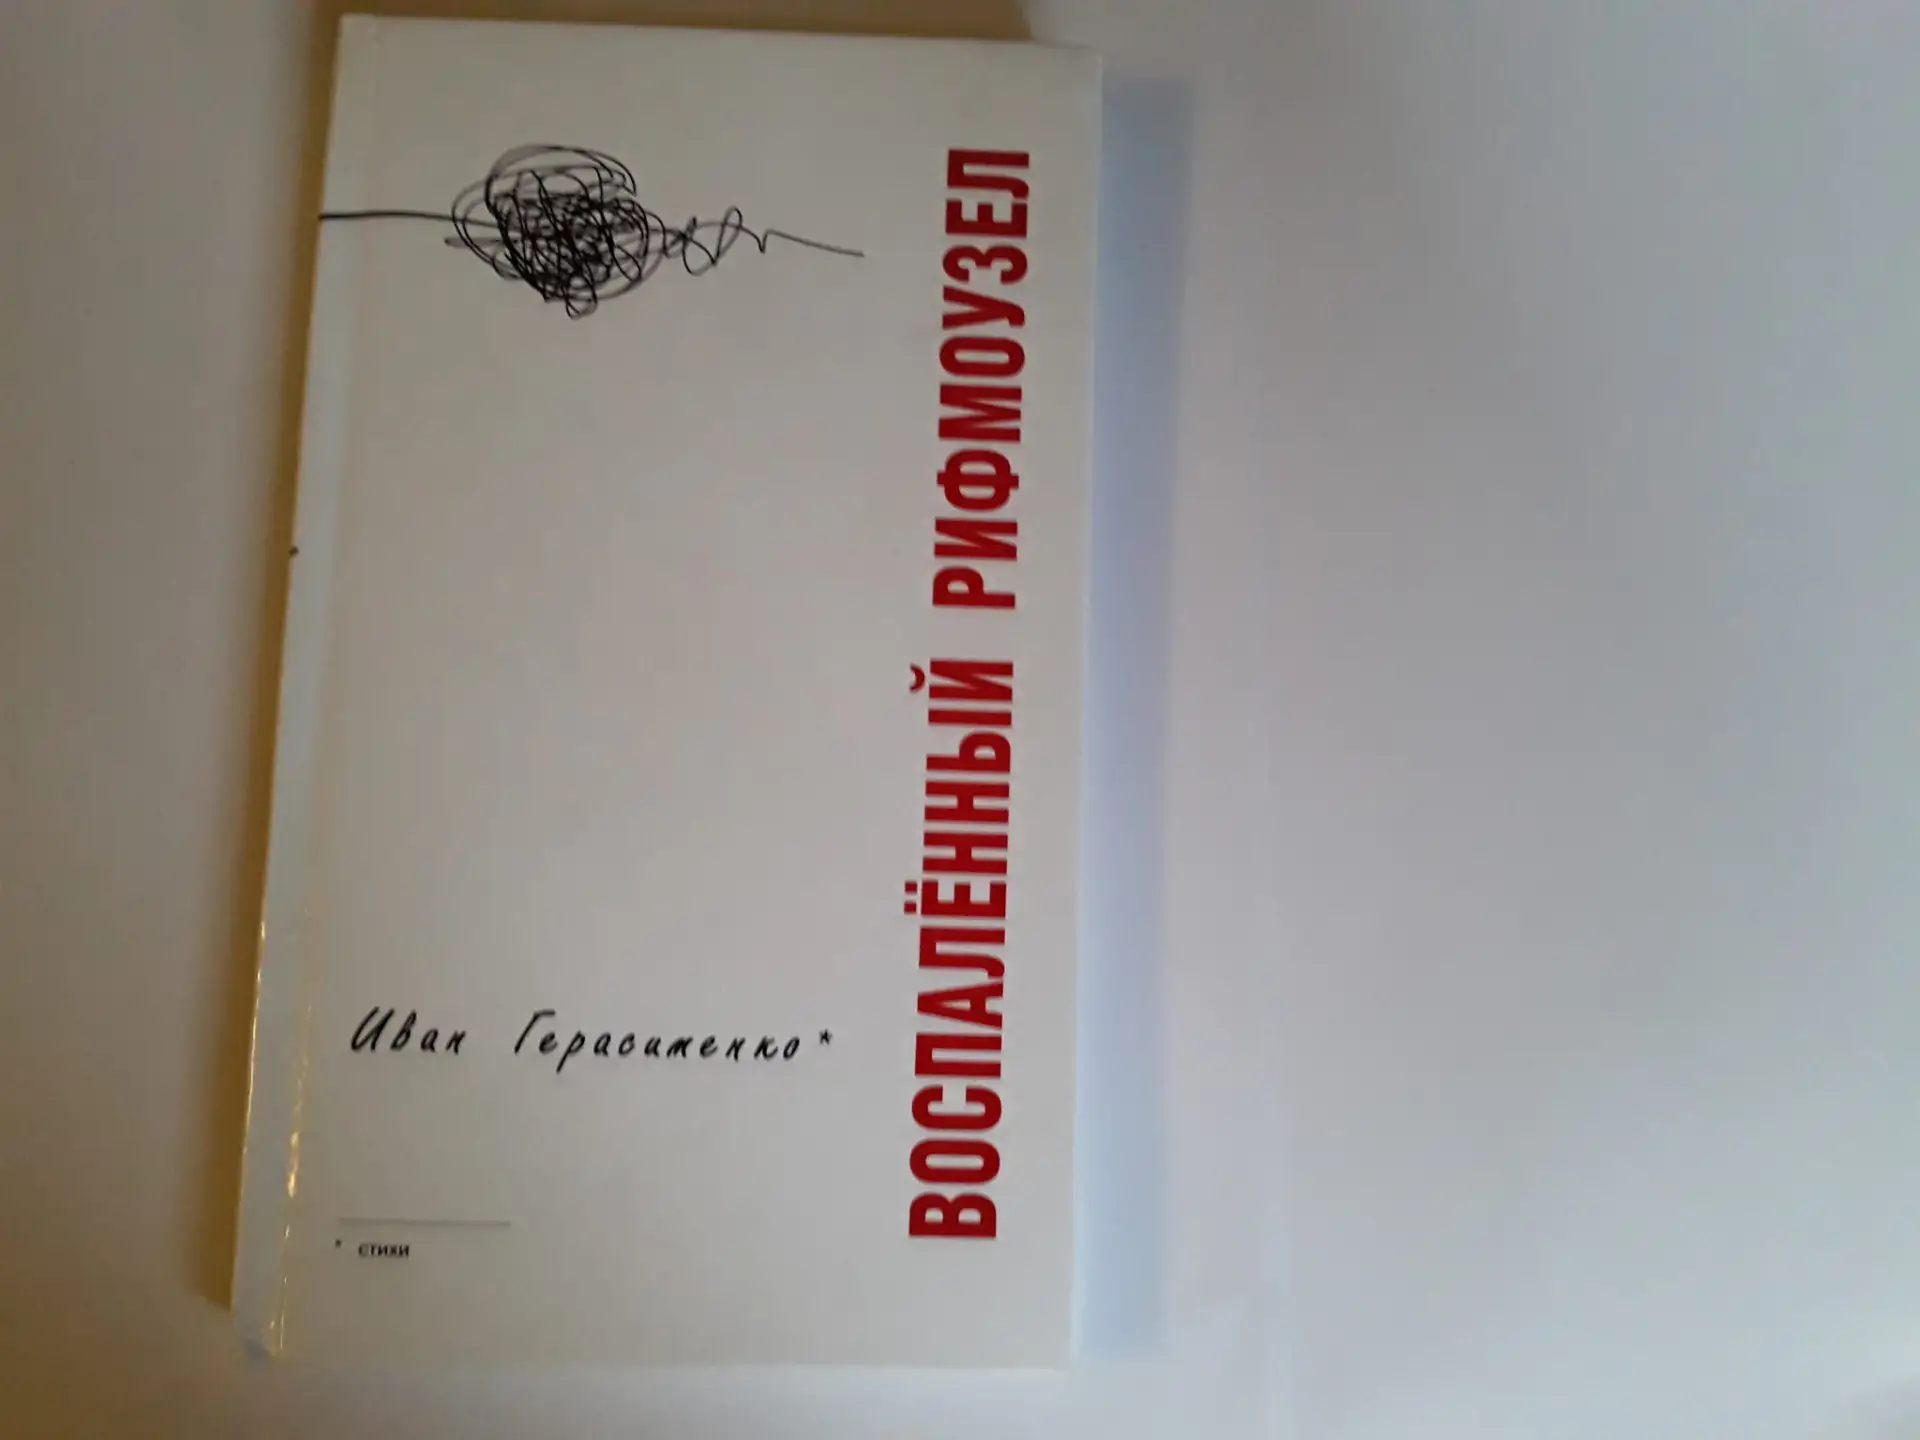 Иван Герасименко*
ВОСПАЛЁННЫЙ РИФМОУЗЕЛ
* стихи